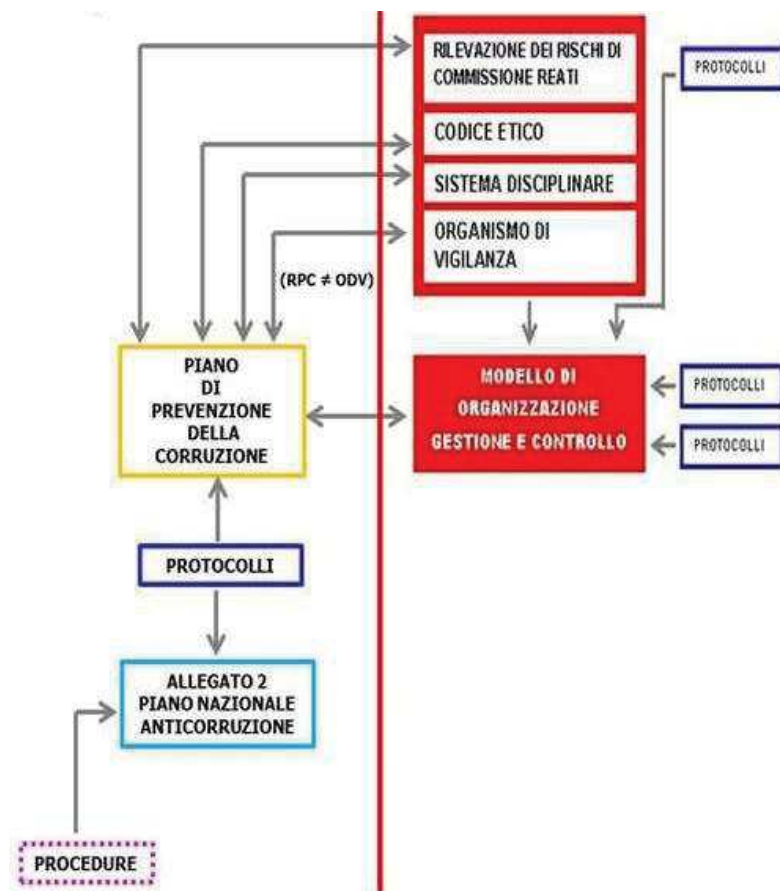 RILEVAZIONE DEI RISCHI DI
COMMISSIONE REATI
PROTOCOLLI
CODICE ETICO
SISTEMA DISCIPLINARE
ORGANISMO DI
VIGILANZA
(RPC ≠ ODV)
PIANO
DI
PREVENZIONE
DELLA
CORRUZIONE
MODELLO DI
ORGANIZZAZIONE
GESTIONE E CONTROLLO
PROTOCOLLI
PROTOCOLLI
PROTOCOLLI
ALLEGATO 2
PIANO NAZIONALE
ANTICORRUZIONE
PROCEDURE